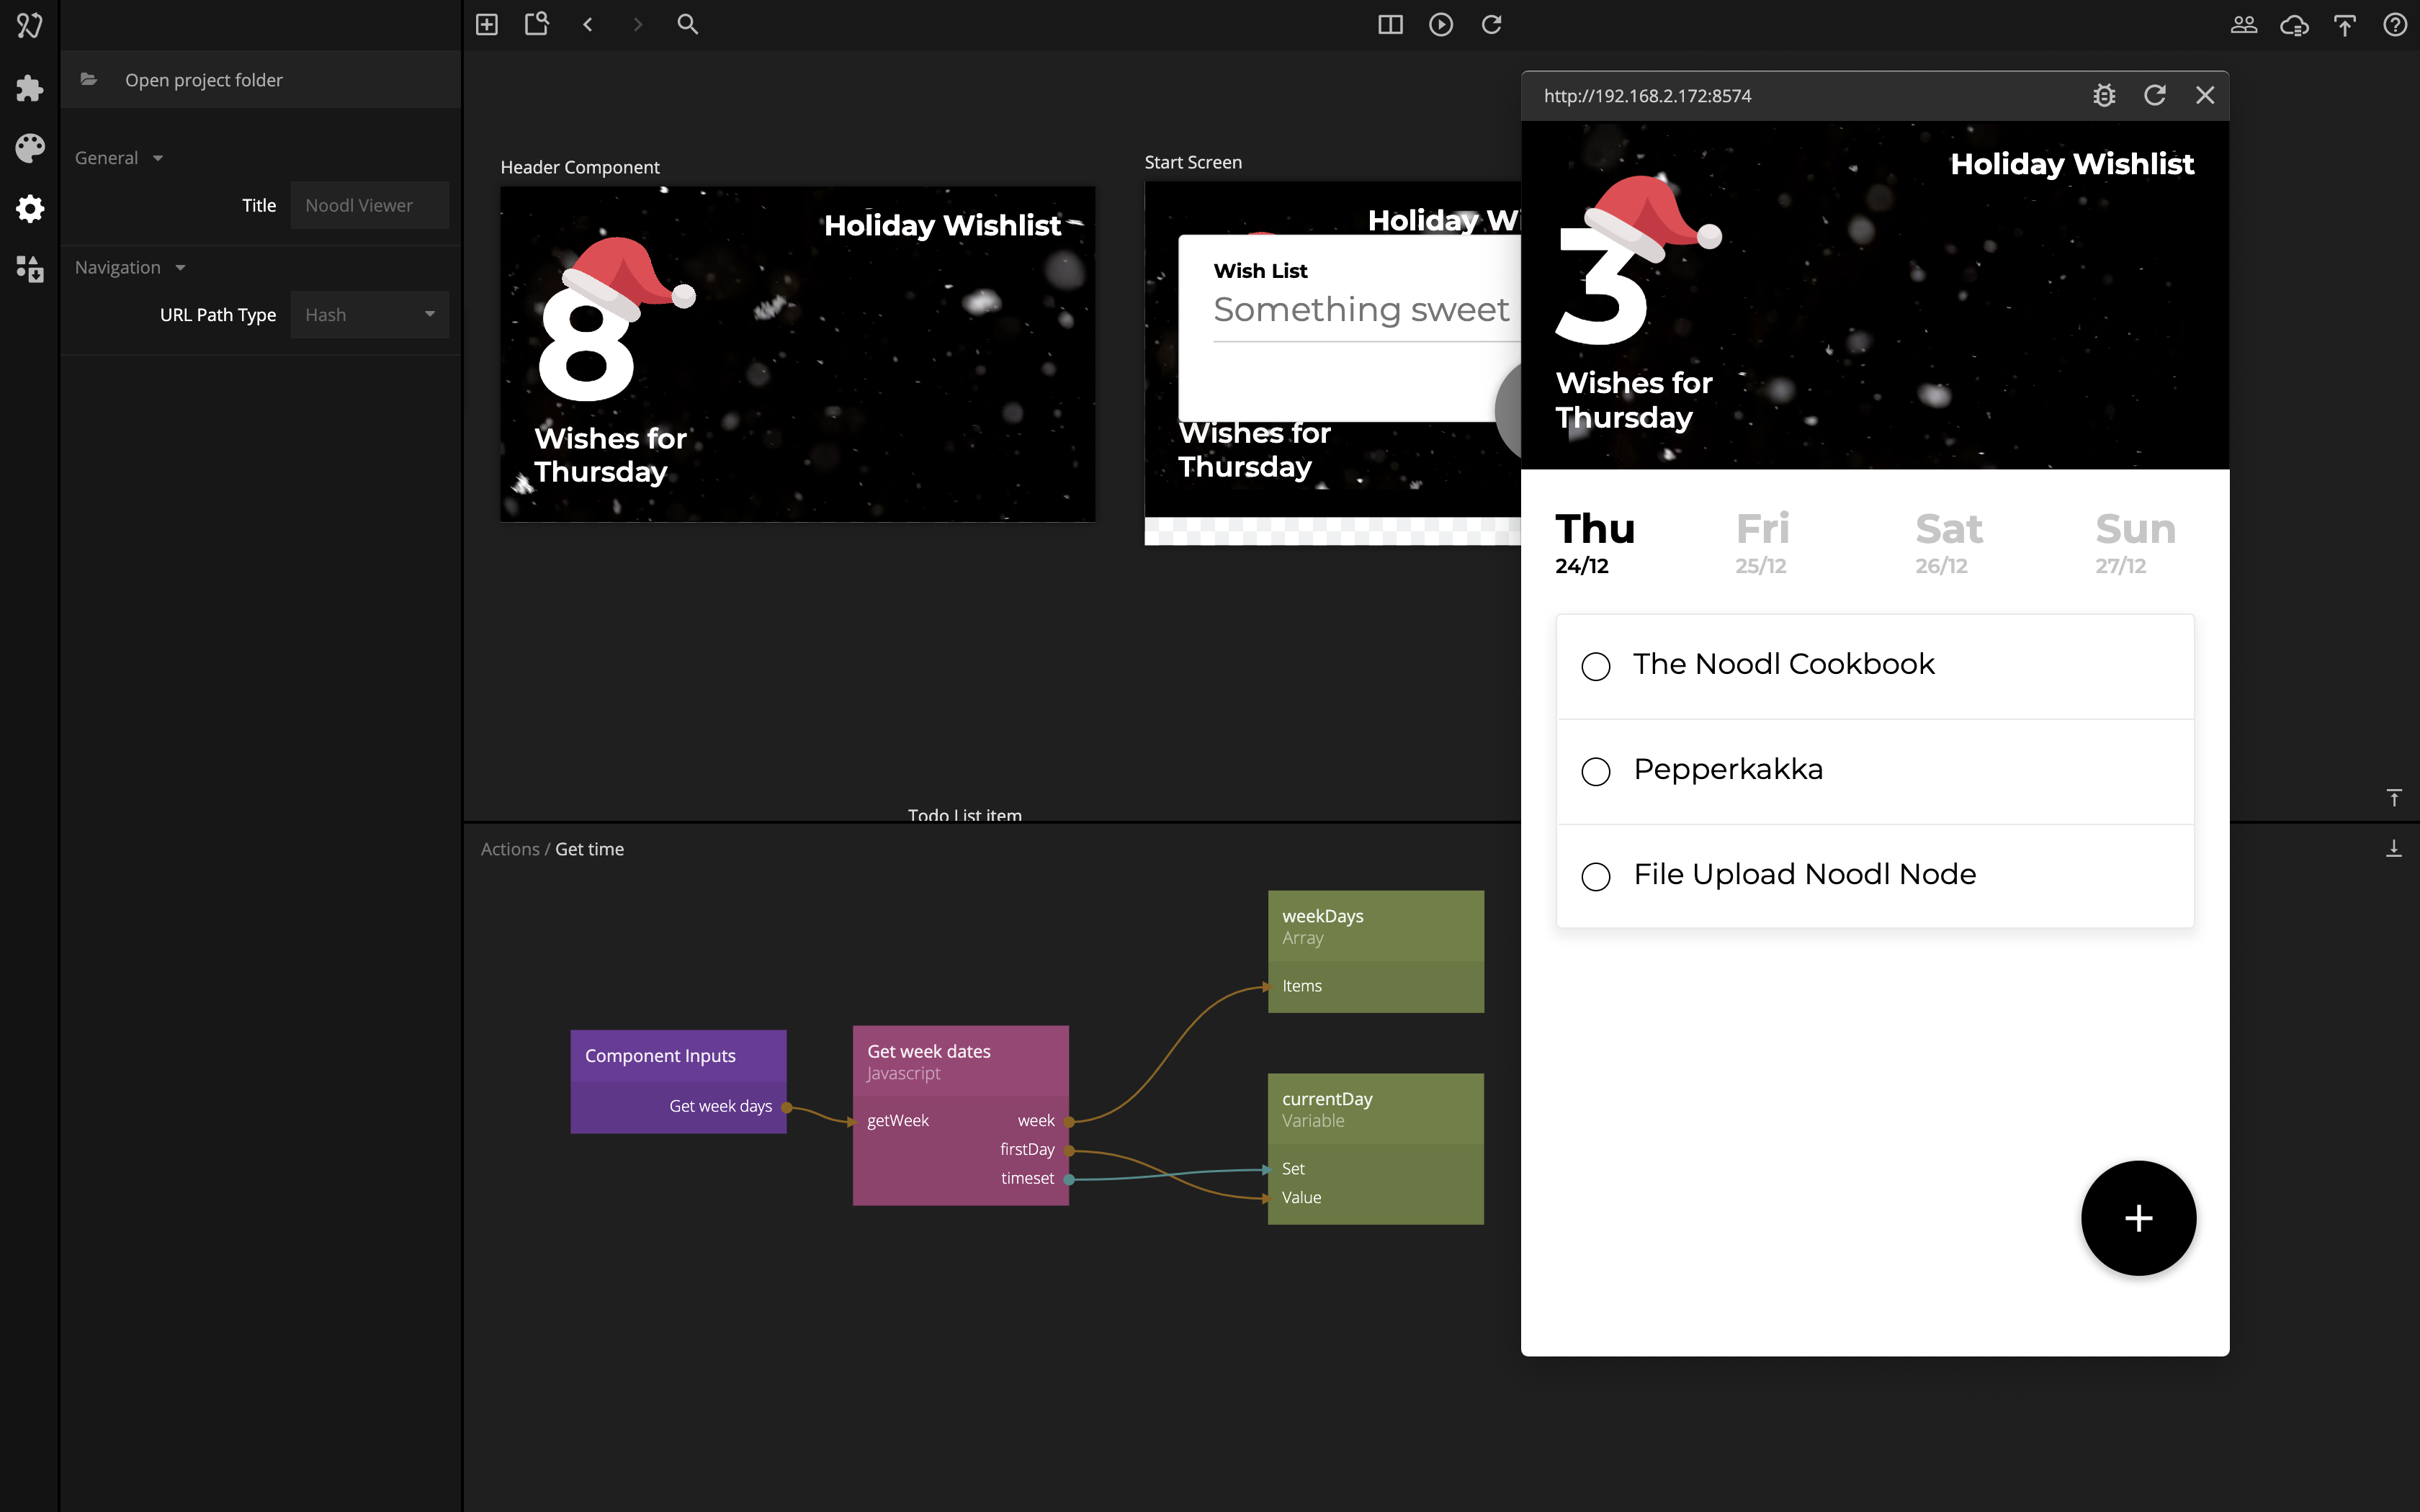 Open project folder
General
Title
Noodl Viewer
Navigation
URL Path Type
Hash
Header Component
Holiday Wishlist
8
Wishes for
Thursday
Start Screen
Holiday Wi
Wish List
Something sweet
Wishes for
Thursday
Todo List item
http://192.168.2.172:8574
Holiday Wishlist
3
Wishes for
Thursday
Thu
24/12
Fri
25/12
Sat
26/12
Sun
27/12
The Noodl Cookbook
Pepperkakka
File Upload Noodl Node
+
Actions / Get time
Component Inputs
Get week days
Get week dates
Javascript
getWeek
week
firstDay
timeset
weekDays
Array
Items
currentDay
Variable
Set
Value